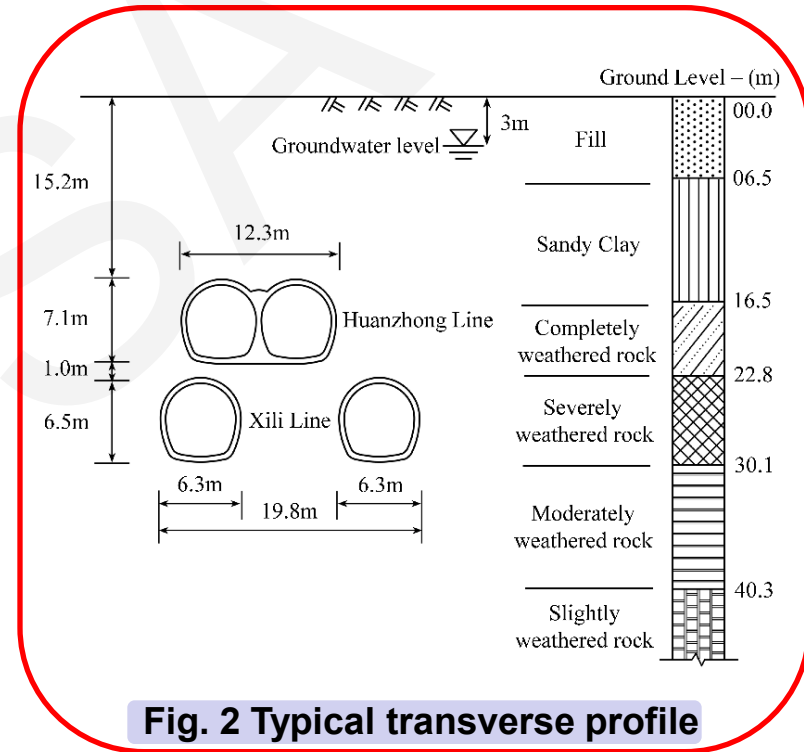 Ground Level – (m)
00.0
3m
Groundwater level
Fill
15.2m
06.5
12.3m
Sandy Clay
16.5
7.1m
Huanzhong Line
Completely
weathered rock
1.0m
22.8
6.5m
Xili Line
Severely
weathered rock
30.1
6.3m
6.3m
19.8m
Moderately
weathered rock
40.3
Slightly
weathered rock
Fig. 2 Typical transverse profile